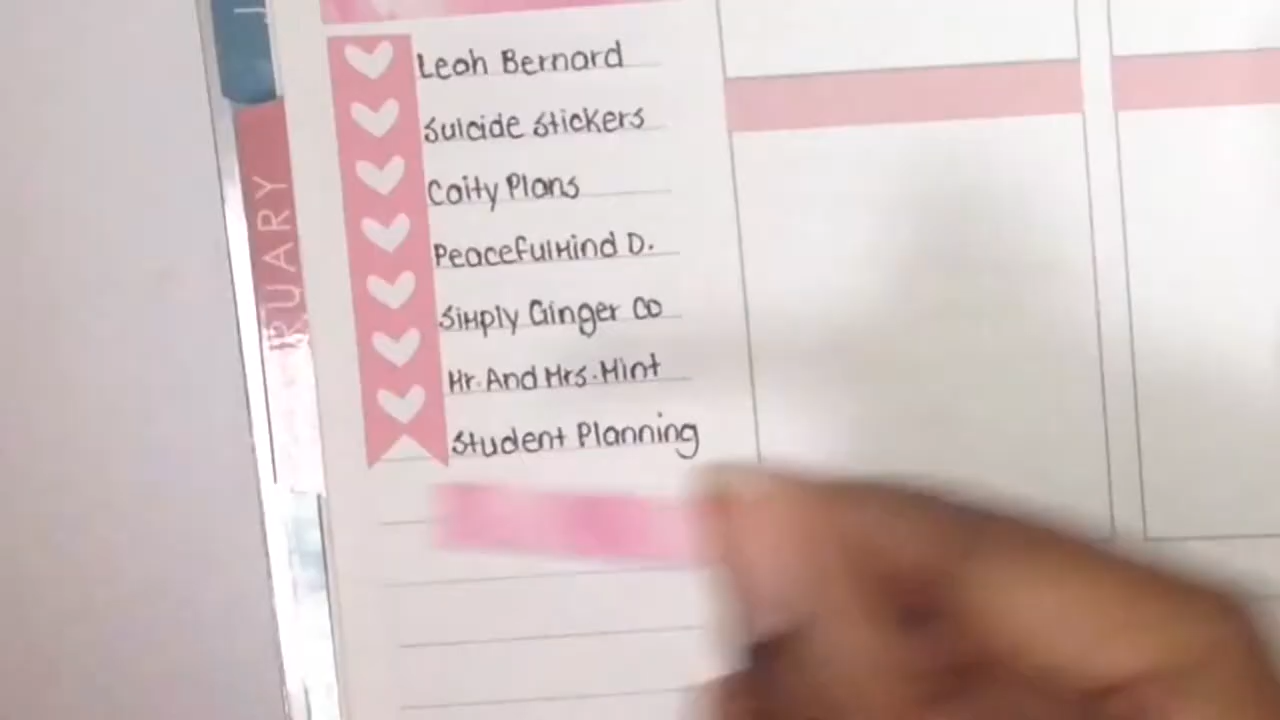 RUARY
Leah Bernard
Suicide Stickers
Caity Plans
PeacefulMind D.
Simply Ginger Co
Mr. And Mrs. Mint
Student Planning